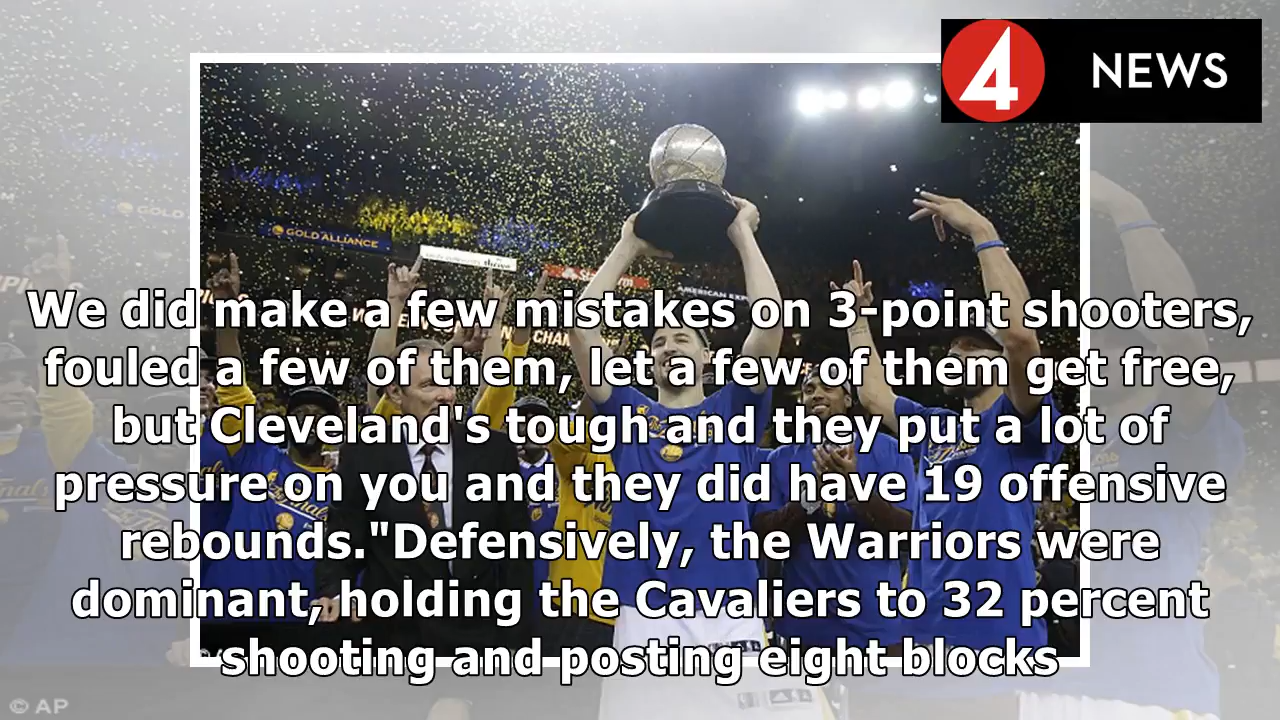 4 NEWS
GOLD ALLIANCE
We did make a few mistakes on 3-point shooters,
fouled a few of them, let a few of them get free,
but Cleveland's tough and they put a lot of
pressure on you and they did have 19 offensive
rebounds."Defensively, the Warriors were
dominant, holding the Cavaliers to 32 percent
shooting and posting eight blocks
© AP